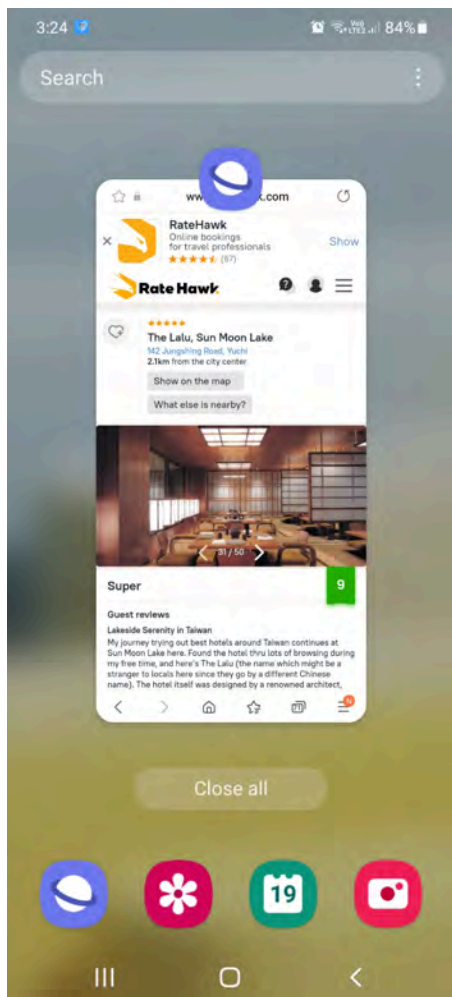 3:24
84%
Search
www.
k.com
RateHawk
Online bookings
for travel professionals
(87)
Show
Rate Hawk
The Lalu, Sun Moon Lake
142 Jungshing Road, Yuchi
2.1km from the city center
Show on the map
What else is nearby?
31 / 50
Super
9
Guest reviews
Lakeside Serenity in Taiwan
My journey trying out best hotels around Taiwan continues at
Sun Moon Lake here. Found the hotel thru lots of browsing during
my free time, and here's The Lalu (the name which might be a
stranger to locals here since they go by a different Chinese
name). The hotel itself was designed by a renowned architect,
Close all
19